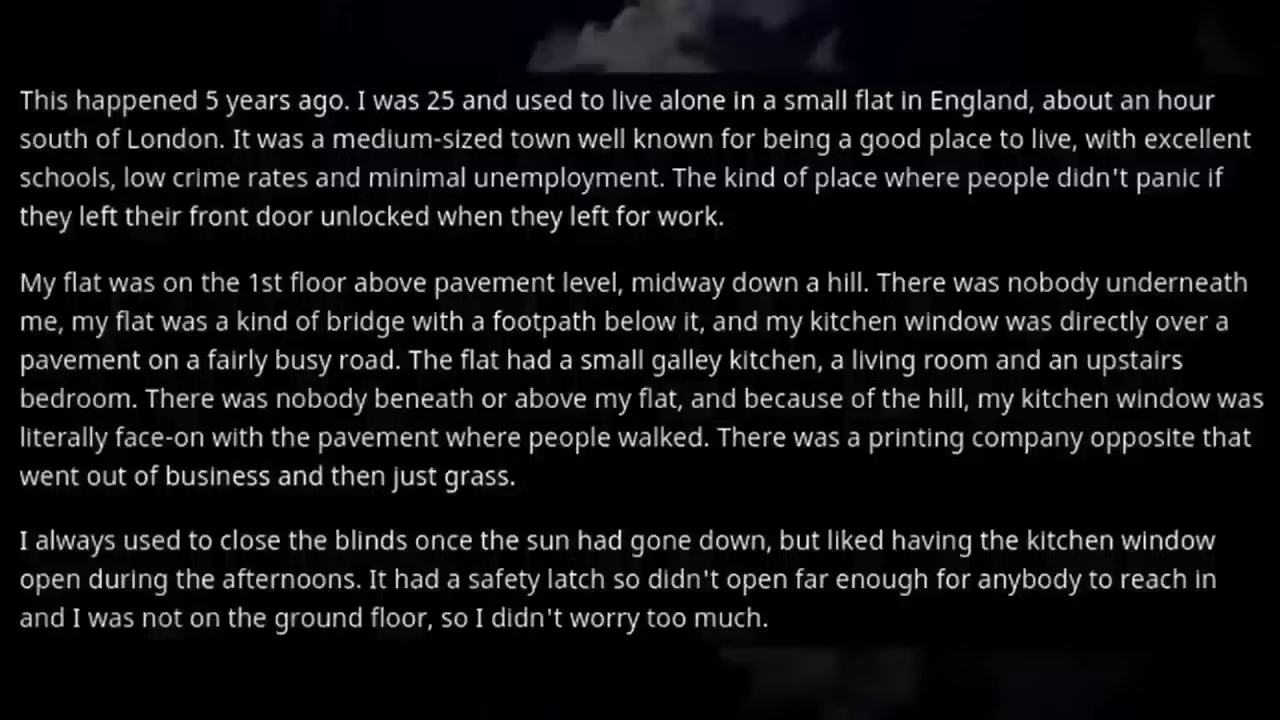 This happened 5 years ago. I was 25 and used to live alone in a small flat in England, about an hour
south of London. It was a medium-sized town well known for being a good place to live, with excellent
schools, low crime rates and minimal unemployment. The kind of place where people didn't panic if
they left their front door unlocked when they left for work.
My flat was on the 1st floor above pavement level, midway down a hill. There was nobody underneath
me, my flat was a kind of bridge with a footpath below it, and my kitchen window was directly over a
pavement on a fairly busy road. The flat had a small galley kitchen, a living room and an upstairs
bedroom. There was nobody beneath or above my flat, and because of the hill, my kitchen window was
literally face-on with the pavement where people walked. There was a printing company opposite that
went out of business and then just grass.
I always used to close the blinds once the sun had gone down, but liked having the kitchen window
open during the afternoons. It had a safety latch so didn't open far enough for anybody to reach in
and I was not on the ground floor, so I didn't worry too much.